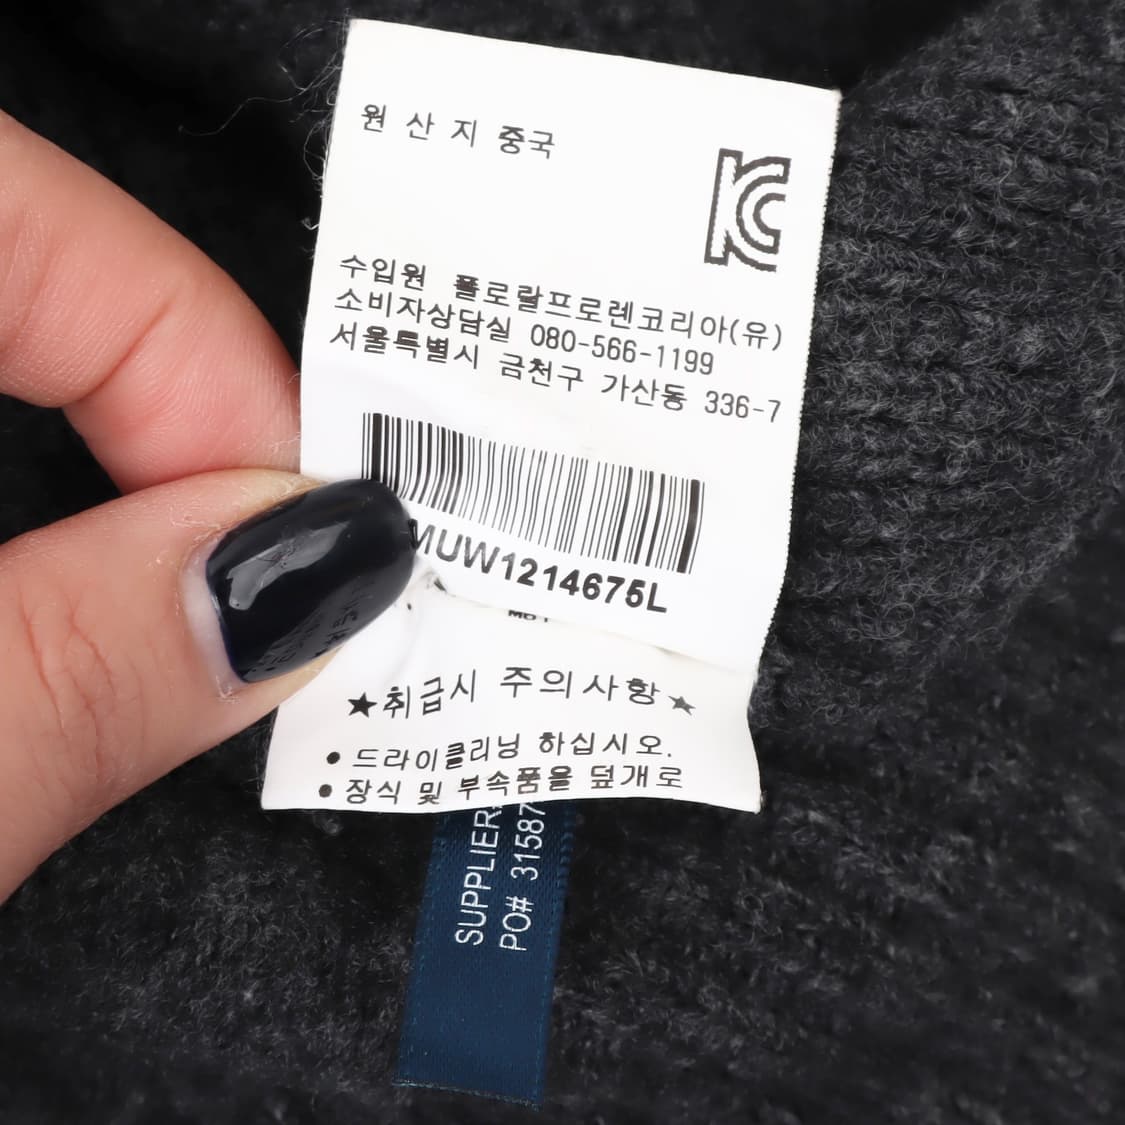 원 산 지 중국
KC
수입원 폴로랄프로렌코리아(유)
소비자상담실 080-566-1199
서울특별시 금천구 가산동 336-7
MUW1214675L
★취급시 주의사항★
● 드라이클리닝 하십시오.
● 장식 및 부속품을 덮개로
SUPPLIER
PO# 31587